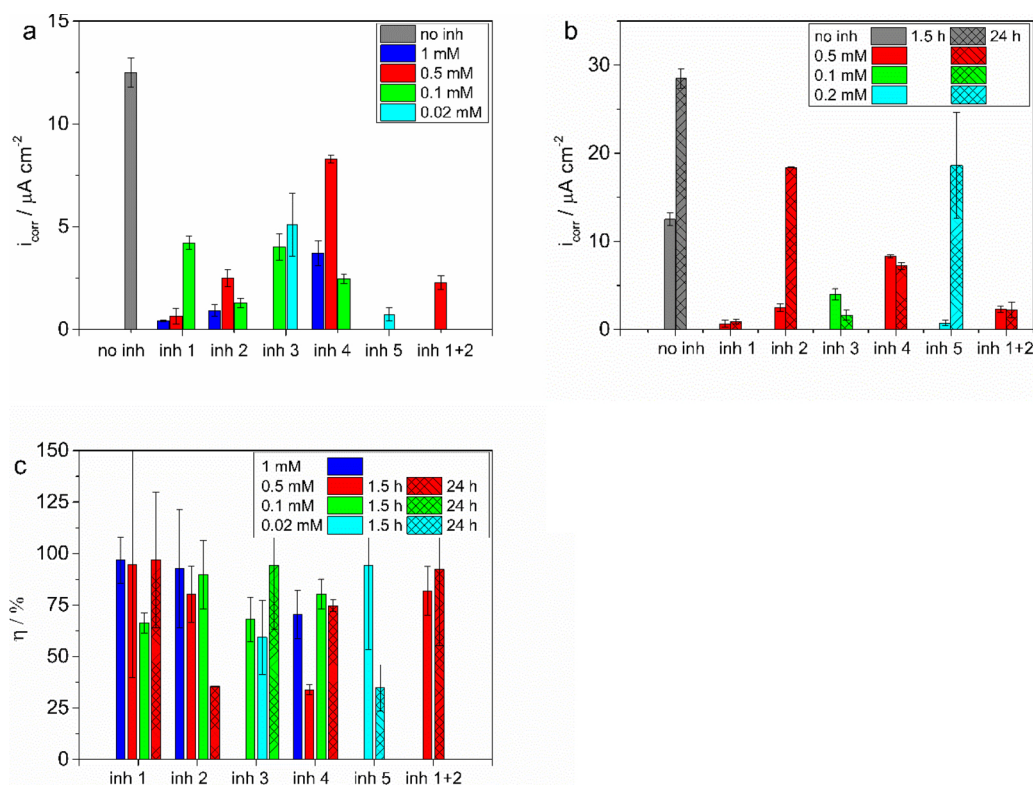 a
15
10
5
0
i corr / μA cm-2
no inh
1 mM
0.5 mM
0.1 mM
0.02 mM
no inh inh 1 inh 2 inh 3 inh 4 inh 5 inh 1+2
b
30
20
10
0
i corr / μA cm-2
no inh 1.5 h 24 h
0.5 mM
0.1 mM
0.2 mM
no inh inh 1 inh 2 inh 3 inh 4 inh 5 inh 1+2
c
150
125
100
75
50
25
0
η / %
1 mM
0.5 mM 1.5 h 24 h
0.1 mM 1.5 h 24 h
0.02 mM 1.5 h 24 h
inh 1 inh 2 inh 3 inh 4 inh 5 inh 1+2